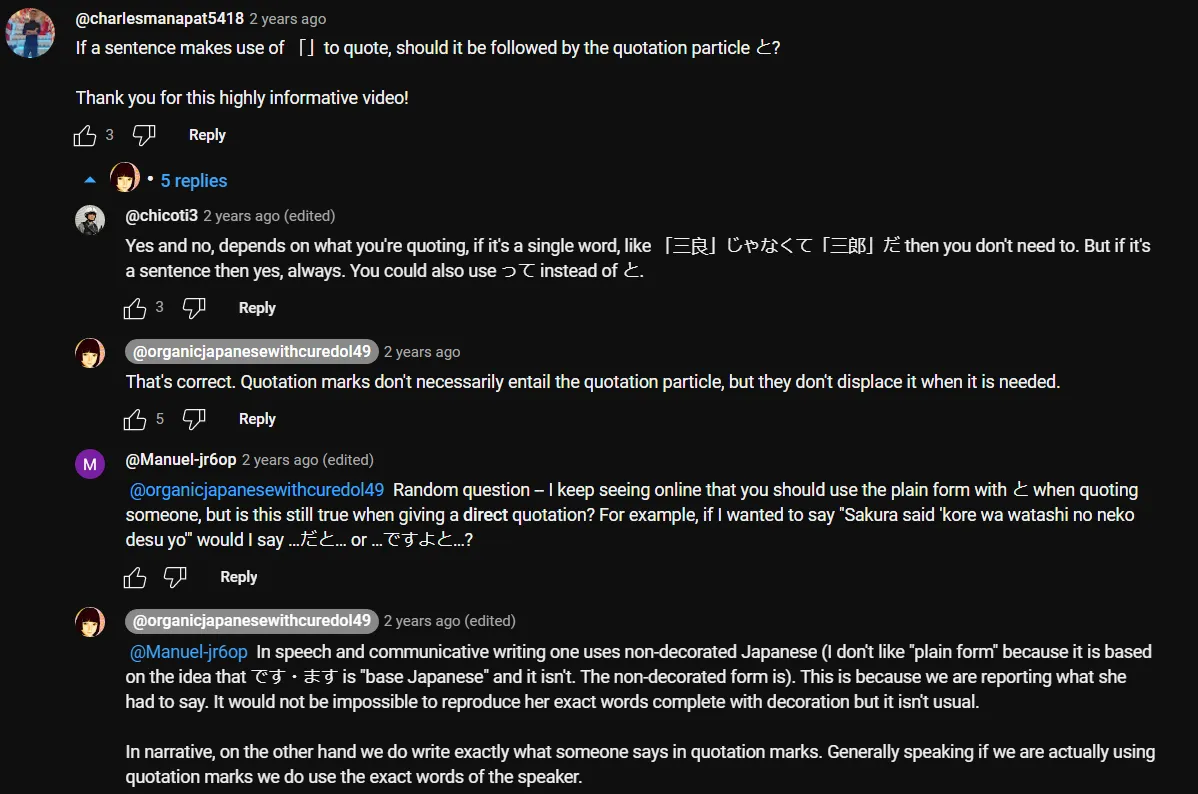 @charlesmanapat5418 2 years ago
If a sentence makes use of 「」to quote, should it be followed by the quotation particle と?
Thank you for this highly informative video!
3 Reply
5 replies
@chicoti3 2 years ago (edited)
Yes and no, depends on what you're quoting, if it's a single word, like 「三良」じゃなくて「三郎」だ then you don't need to. But if it's
a sentence then yes, always. You could also use って instead of と.
3 Reply
@organicjapanesewithcuredol49 2 years ago
That's correct. Quotation marks don't necessarily entail the quotation particle, but they don't displace it when it is needed.
5 Reply
M
@Manuel-jr6op 2 years ago (edited)
@organicjapanesewithcuredol49 Random question -- I keep seeing online that you should use the plain form with と when quoting
someone, but is this still true when giving a direct quotation? For example, if I wanted to say "Sakura said 'kore wa watashi no neko
desu yo'" would I say ...だと... or ...ですよと...?
Reply
@organicjapanesewithcuredol49 2 years ago (edited)
@Manuel-jr6op In speech and communicative writing one uses non-decorated Japanese (I don't like "plain form" because it is based
on the idea that です・ます is "base Japanese" and it isn't. The non-decorated form is). This is because we are reporting what she
had to say. It would not be impossible to reproduce her exact words complete with decoration but it isn't usual.
In narrative, on the other hand we do write exactly what someone says in quotation marks. Generally speaking if we are actually using
quotation marks we do use the exact words of the speaker.